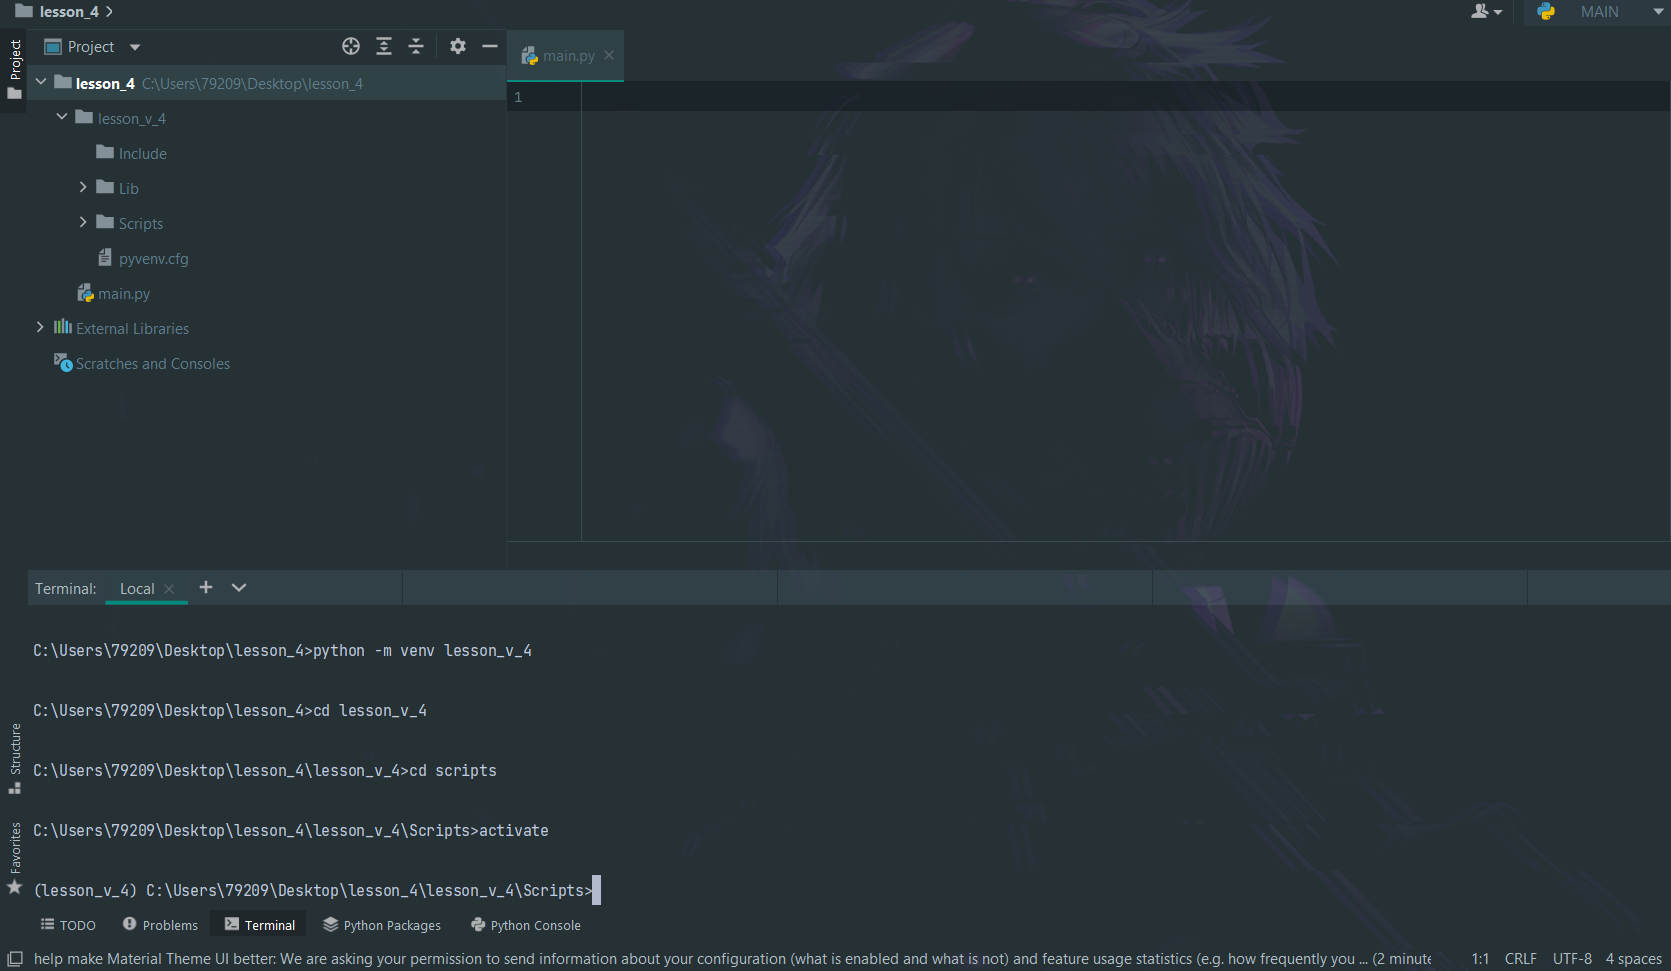 lesson_4
MAIN
Project
Project
main.py
lesson_4 C:\Users\79209\Desktop\lesson_4
1
lesson_v_4
Include
Lib
Scripts
pyvenv.cfg
main.py
External Libraries
Scratches and Consoles
Terminal: Local
C:\Users\79209\Desktop\lesson_4>python -m venv lesson_v_4
C:\Users\79209\Desktop\lesson_4>cd lesson_v_4
C:\Users\79209\Desktop\lesson_4\lesson_v_4>cd scripts
C:\Users\79209\Desktop\lesson_4\lesson_v_4\Scripts>activate
(lesson_v_4) C:\Users\79209\Desktop\lesson_4\lesson_v_4\Scripts>
Structure
Favorites
TODO Problems Terminal Python Packages Python Console
help make Material Theme UI better: We are asking your permission to send information about your configuration (what is enabled and what is not) and feature usage statistics (e.g. how frequently you ... (2 minute 1:1 CRLF UTF-8 4 spaces